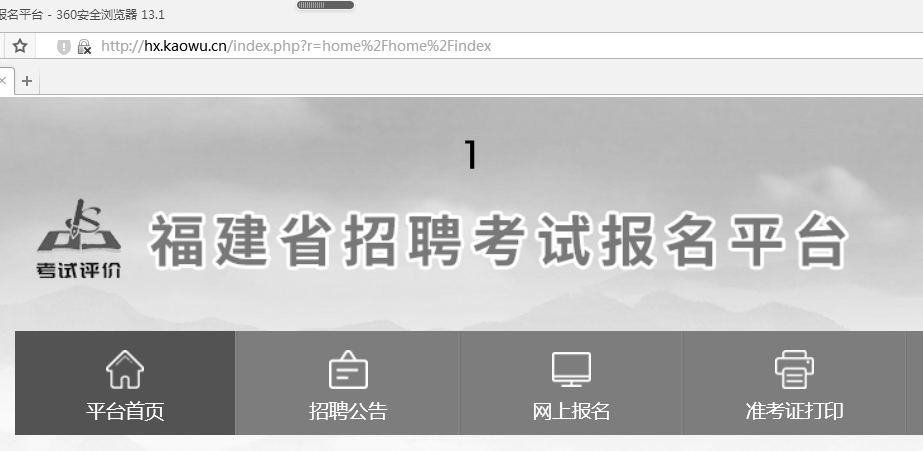 报名平台 - 360安全浏览器 13.1
http://hx.kaowu.cn/index.php?r=home%2Fhome%2Findex
1
考试评价
福建省招聘考试报名平台
平台首页 招聘公告 网上报名 准考证打印